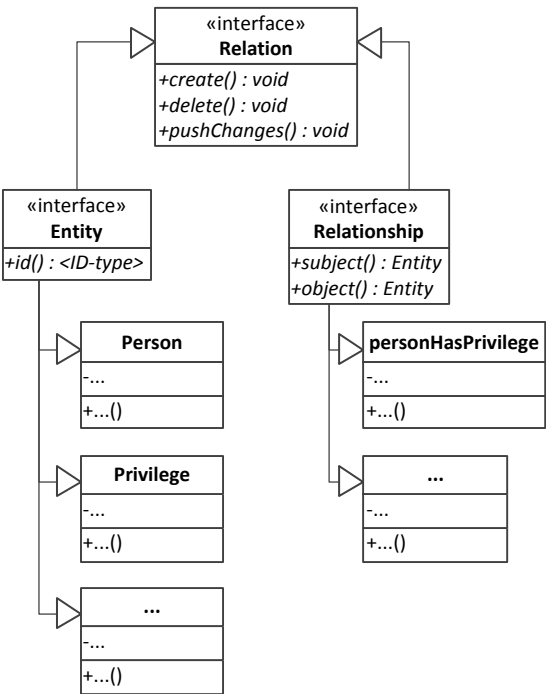 «interface»
Relation
+create() : void
+delete() : void
+pushChanges() : void
«interface»
Entity
+id() : <ID-type>
«interface»
Relationship
+subject() : Entity
+object() : Entity
Person
-...
+...()
personHasPrivilege
-...
+...()
Privilege
-...
+...()
...
-...
+...()
...
-...
+...()